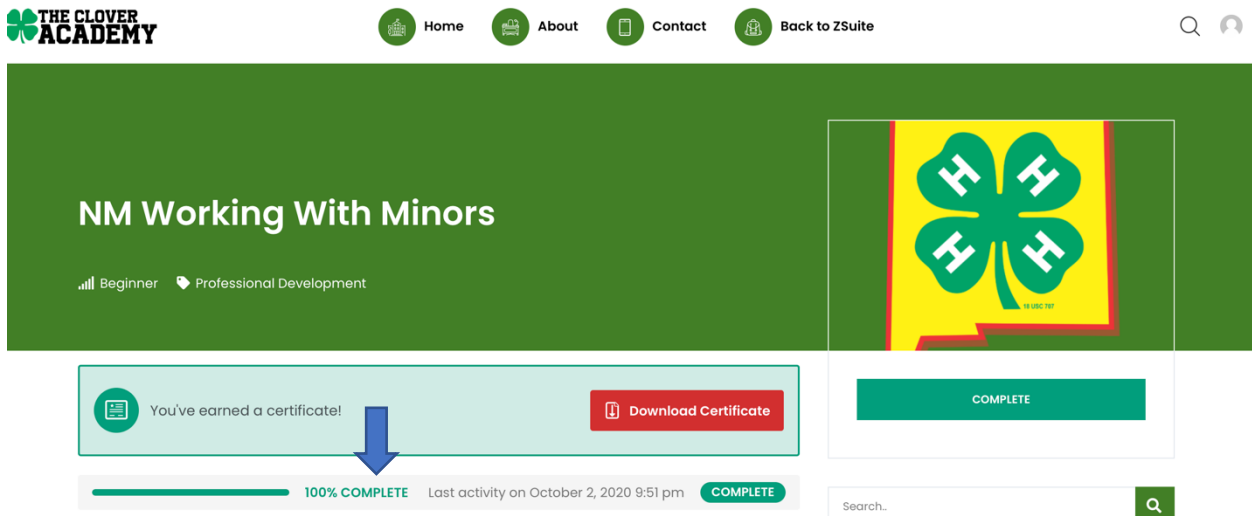 THE CLOVER
ACADEMY
Home
About
Contact
Back to ZSuite
NM Working With Minors
Beginner
Professional Development
H H
H H
18 USC 707
You've earned a certificate!
Download Certificate
COMPLETE
100% COMPLETE
Last activity on October 2, 2020 9:51 pm
COMPLETE
Search..